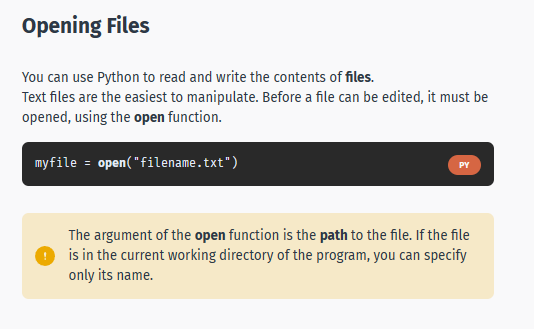 Opening Files
You can use Python to read and write the contents of files.
Text files are the easiest to manipulate. Before a file can be edited, it must be
opened, using the open function.
myfile = open("filename.txt")
PY
The argument of the open function is the path to the file. If the file
is in the current working directory of the program, you can specify
only its name.
!